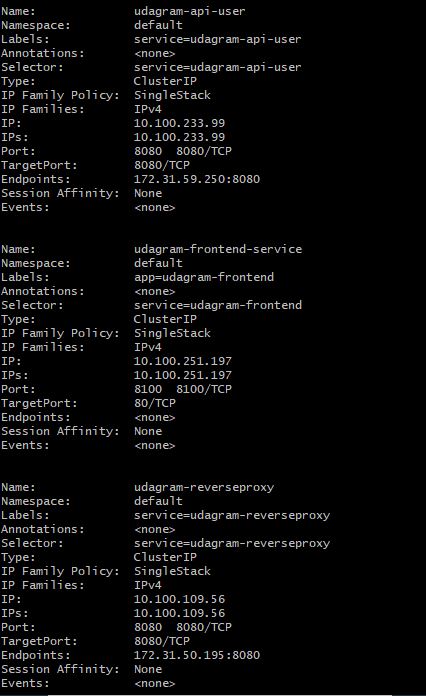 Name: udagram-api-user
Namespace: default
Labels: service=udagram-api-user
Annotations: <none>
Selector: service=udagram-api-user
Type: ClusterIP
IP Family Policy: SingleStack
IP Families: IPv4
IP: 10.100.233.99
IPs: 10.100.233.99
Port: 8080 8080/TCP
TargetPort: 8080/TCP
Endpoints: 172.31.59.250:8080
Session Affinity: None
Events: <none>
Name: udagram-frontend-service
Namespace: default
Labels: app=udagram-frontend
Annotations: <none>
Selector: service=udagram-frontend
Type: ClusterIP
IP Family Policy: SingleStack
IP Families: IPv4
IP: 10.100.251.197
IPs: 10.100.251.197
Port: 8100 8100/TCP
TargetPort: 80/TCP
Endpoints: <none>
Session Affinity: None
Events: <none>
Name: udagram-reverseproxy
Namespace: default
Labels: service=udagram-reverseproxy
Annotations: <none>
Selector: service=udagram-reverseproxy
Type: ClusterIP
IP Family Policy: SingleStack
IP Families: IPv4
IP: 10.100.109.56
IPs: 10.100.109.56
Port: 8080 8080/TCP
TargetPort: 8080/TCP
Endpoints: 172.31.50.195:8080
Session Affinity: None
Events: <none>